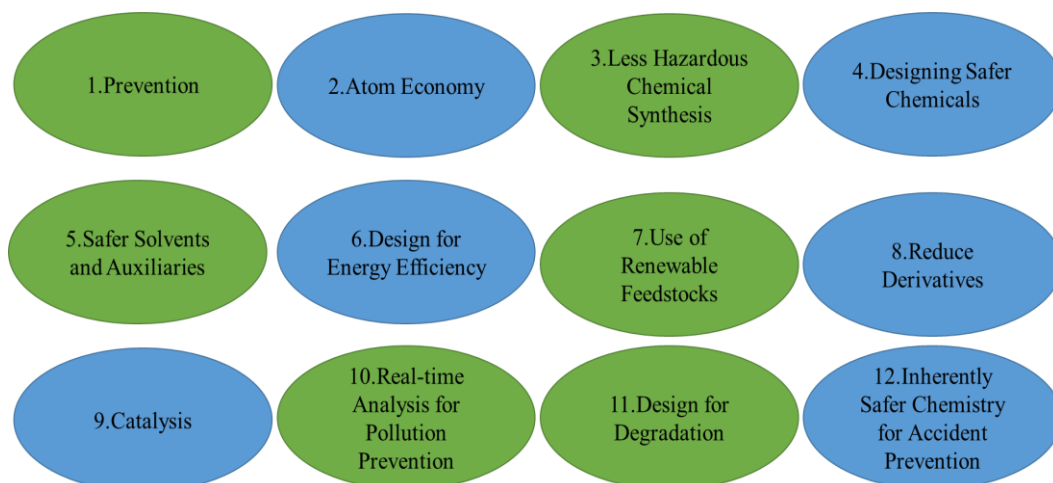 1.Prevention
2.Atom Economy
3.Less Hazardous
Chemical
Synthesis
4.Designing Safer
Chemicals
5.Safer Solvents
and Auxiliaries
6.Design for
Energy Efficiency
7.Use of
Renewable
Feedstocks
8.Reduce
Derivatives
9.Catalysis
10.Real-time
Analysis for
Pollution
Prevention
11.Design for
Degradation
12.Inherently
Safer Chemistry
for Accident
Prevention